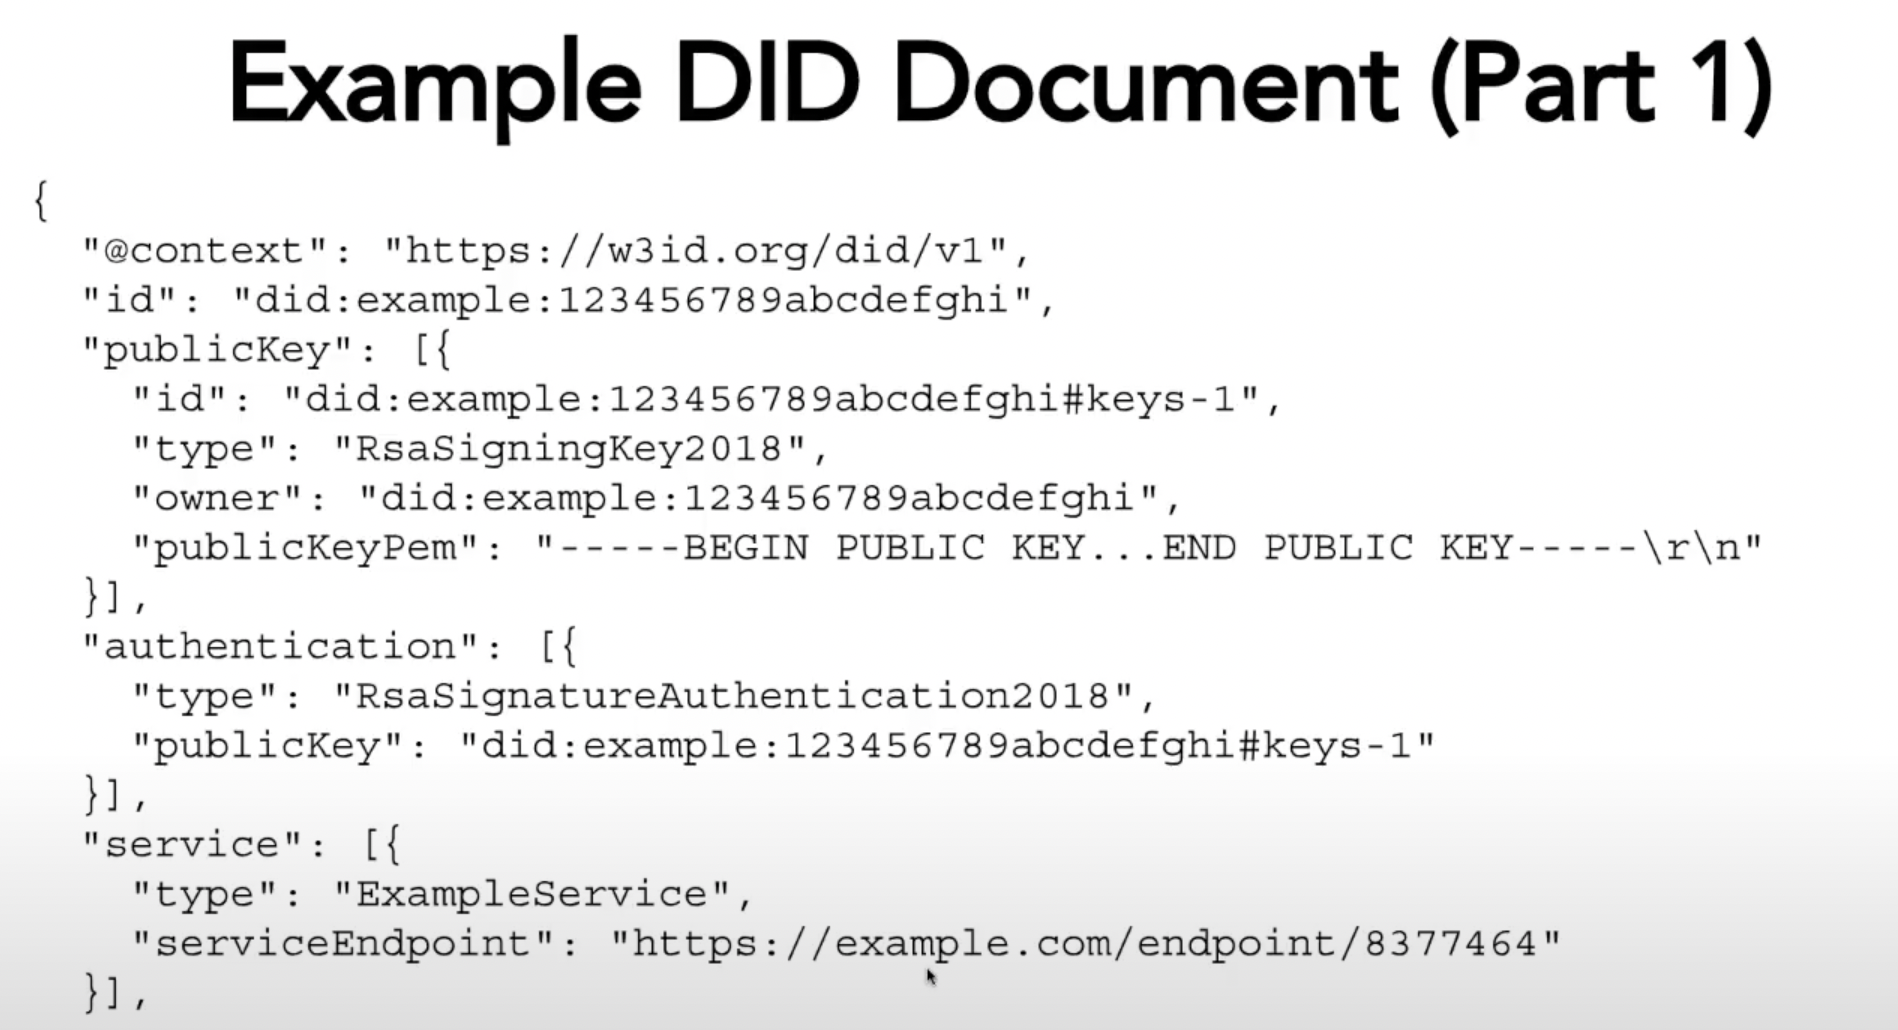 Example DID Document (Part 1)
{
  "@context": "https://w3id.org/did/v1",
  "id": "did:example:123456789abcdefghi",
  "publicKey": [{
    "id": "did:example:123456789abcdefghi#keys-1",
    "type": "RsaSigningKey2018",
    "owner": "did:example:123456789abcdefghi",
    "publicKeyPem": "-----BEGIN PUBLIC KEY...END PUBLIC KEY-----\r\n"
  }],
  "authentication": [{
    "type": "RsaSignatureAuthentication2018",
    "publicKey": "did:example:123456789abcdefghi#keys-1"
  }],
  "service": [{
    "type": "ExampleService",
    "serviceEndpoint": "https://example.com/endpoint/8377464"
  }],